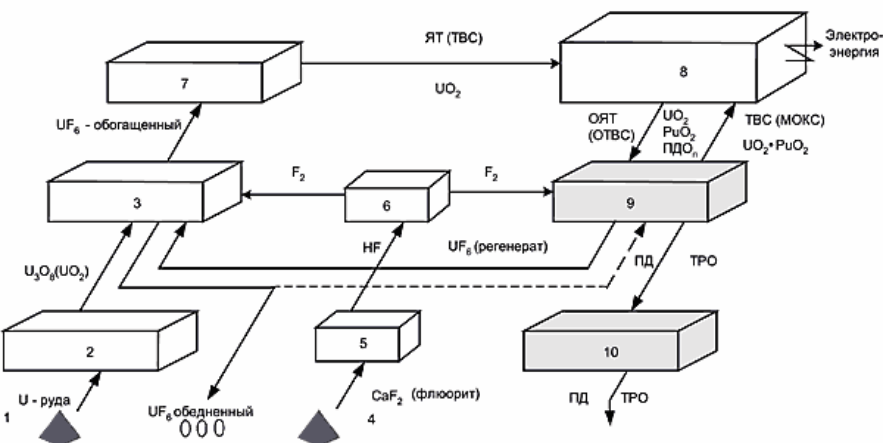 ЯТ (ТВС)
Электро-
энергия
7
8
UO2
UF6 - обогащенный
ОЯТ
(ОТВС)
UO2
PuO2
ПДОn
ТВС (МОКС)
UO2•PuO2
F2
F2
3
6
9
HF
UF6 (регенерат)
U3O8(UO2)
ПД
ТРО
2
5
10
U - руда
1
CaF2 (флюорит)
4
UF6 обедненный
ПД
ТРО